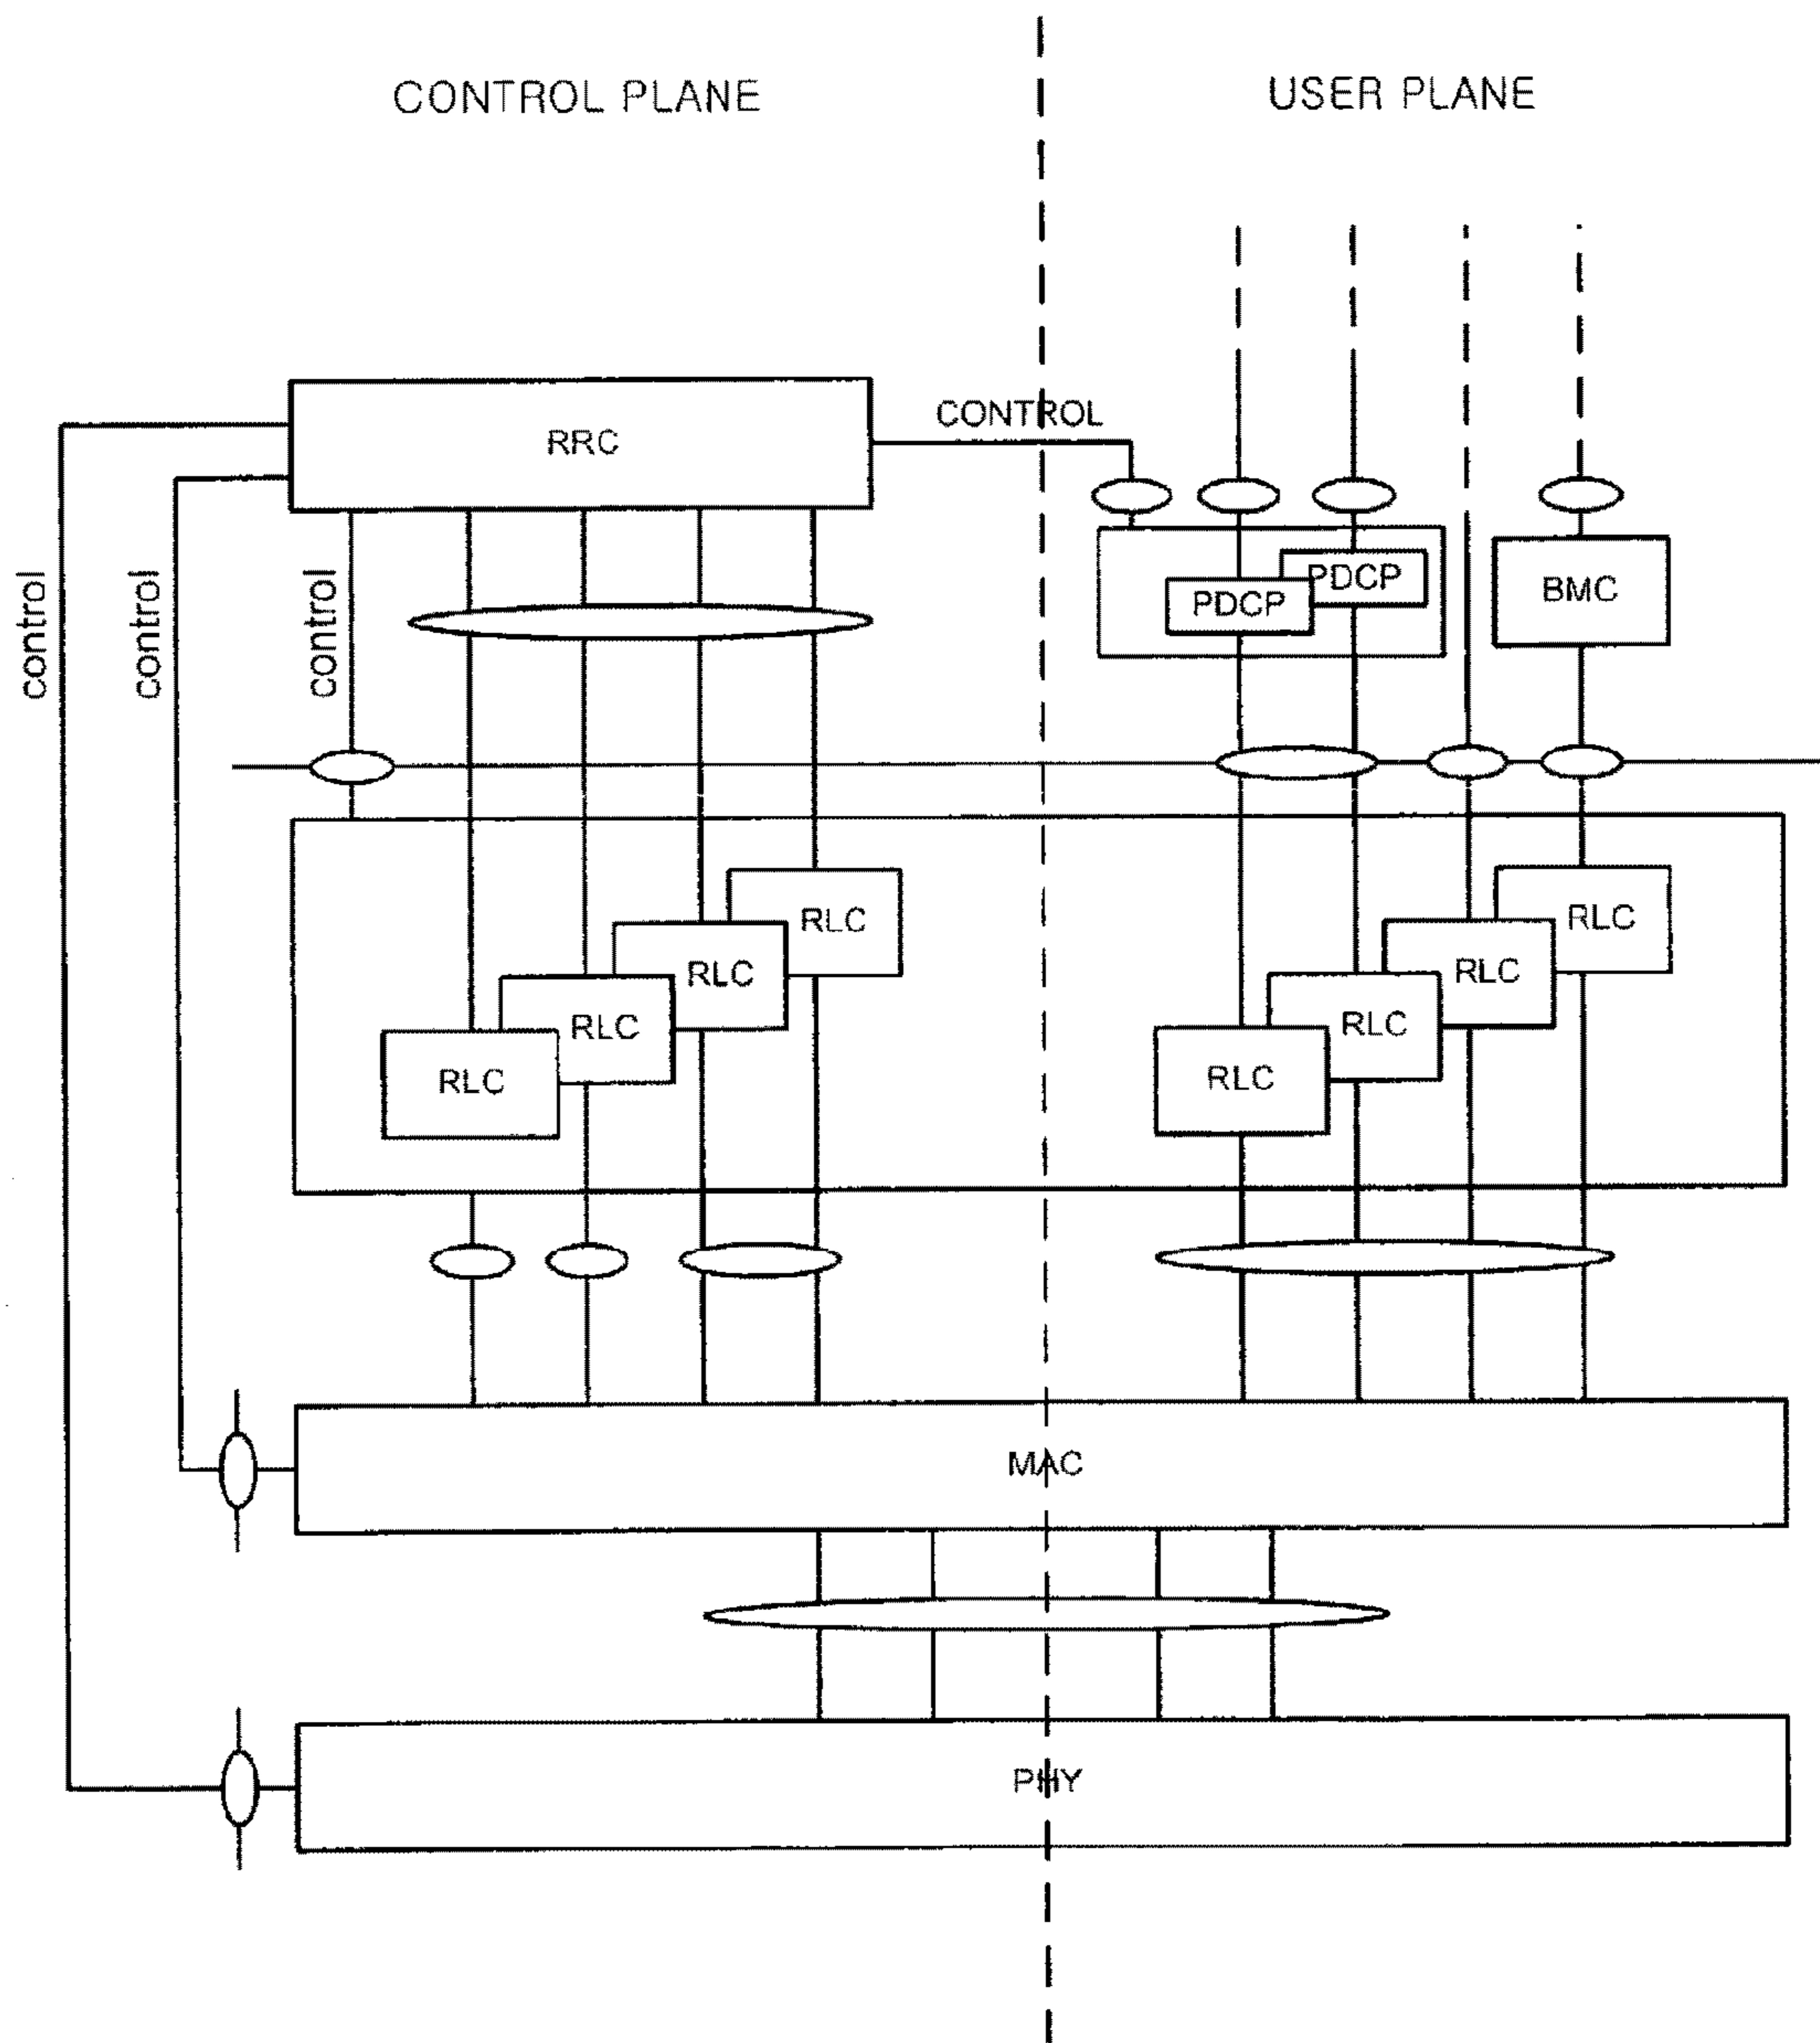 CONTROL PLANE
USER PLANE
RRC
CONTROL
control
control
control
PDCP
PDCP
BMC
RLC
RLC
RLC
RLC
RLC
RLC
RLC
RLC
MAC
PHY